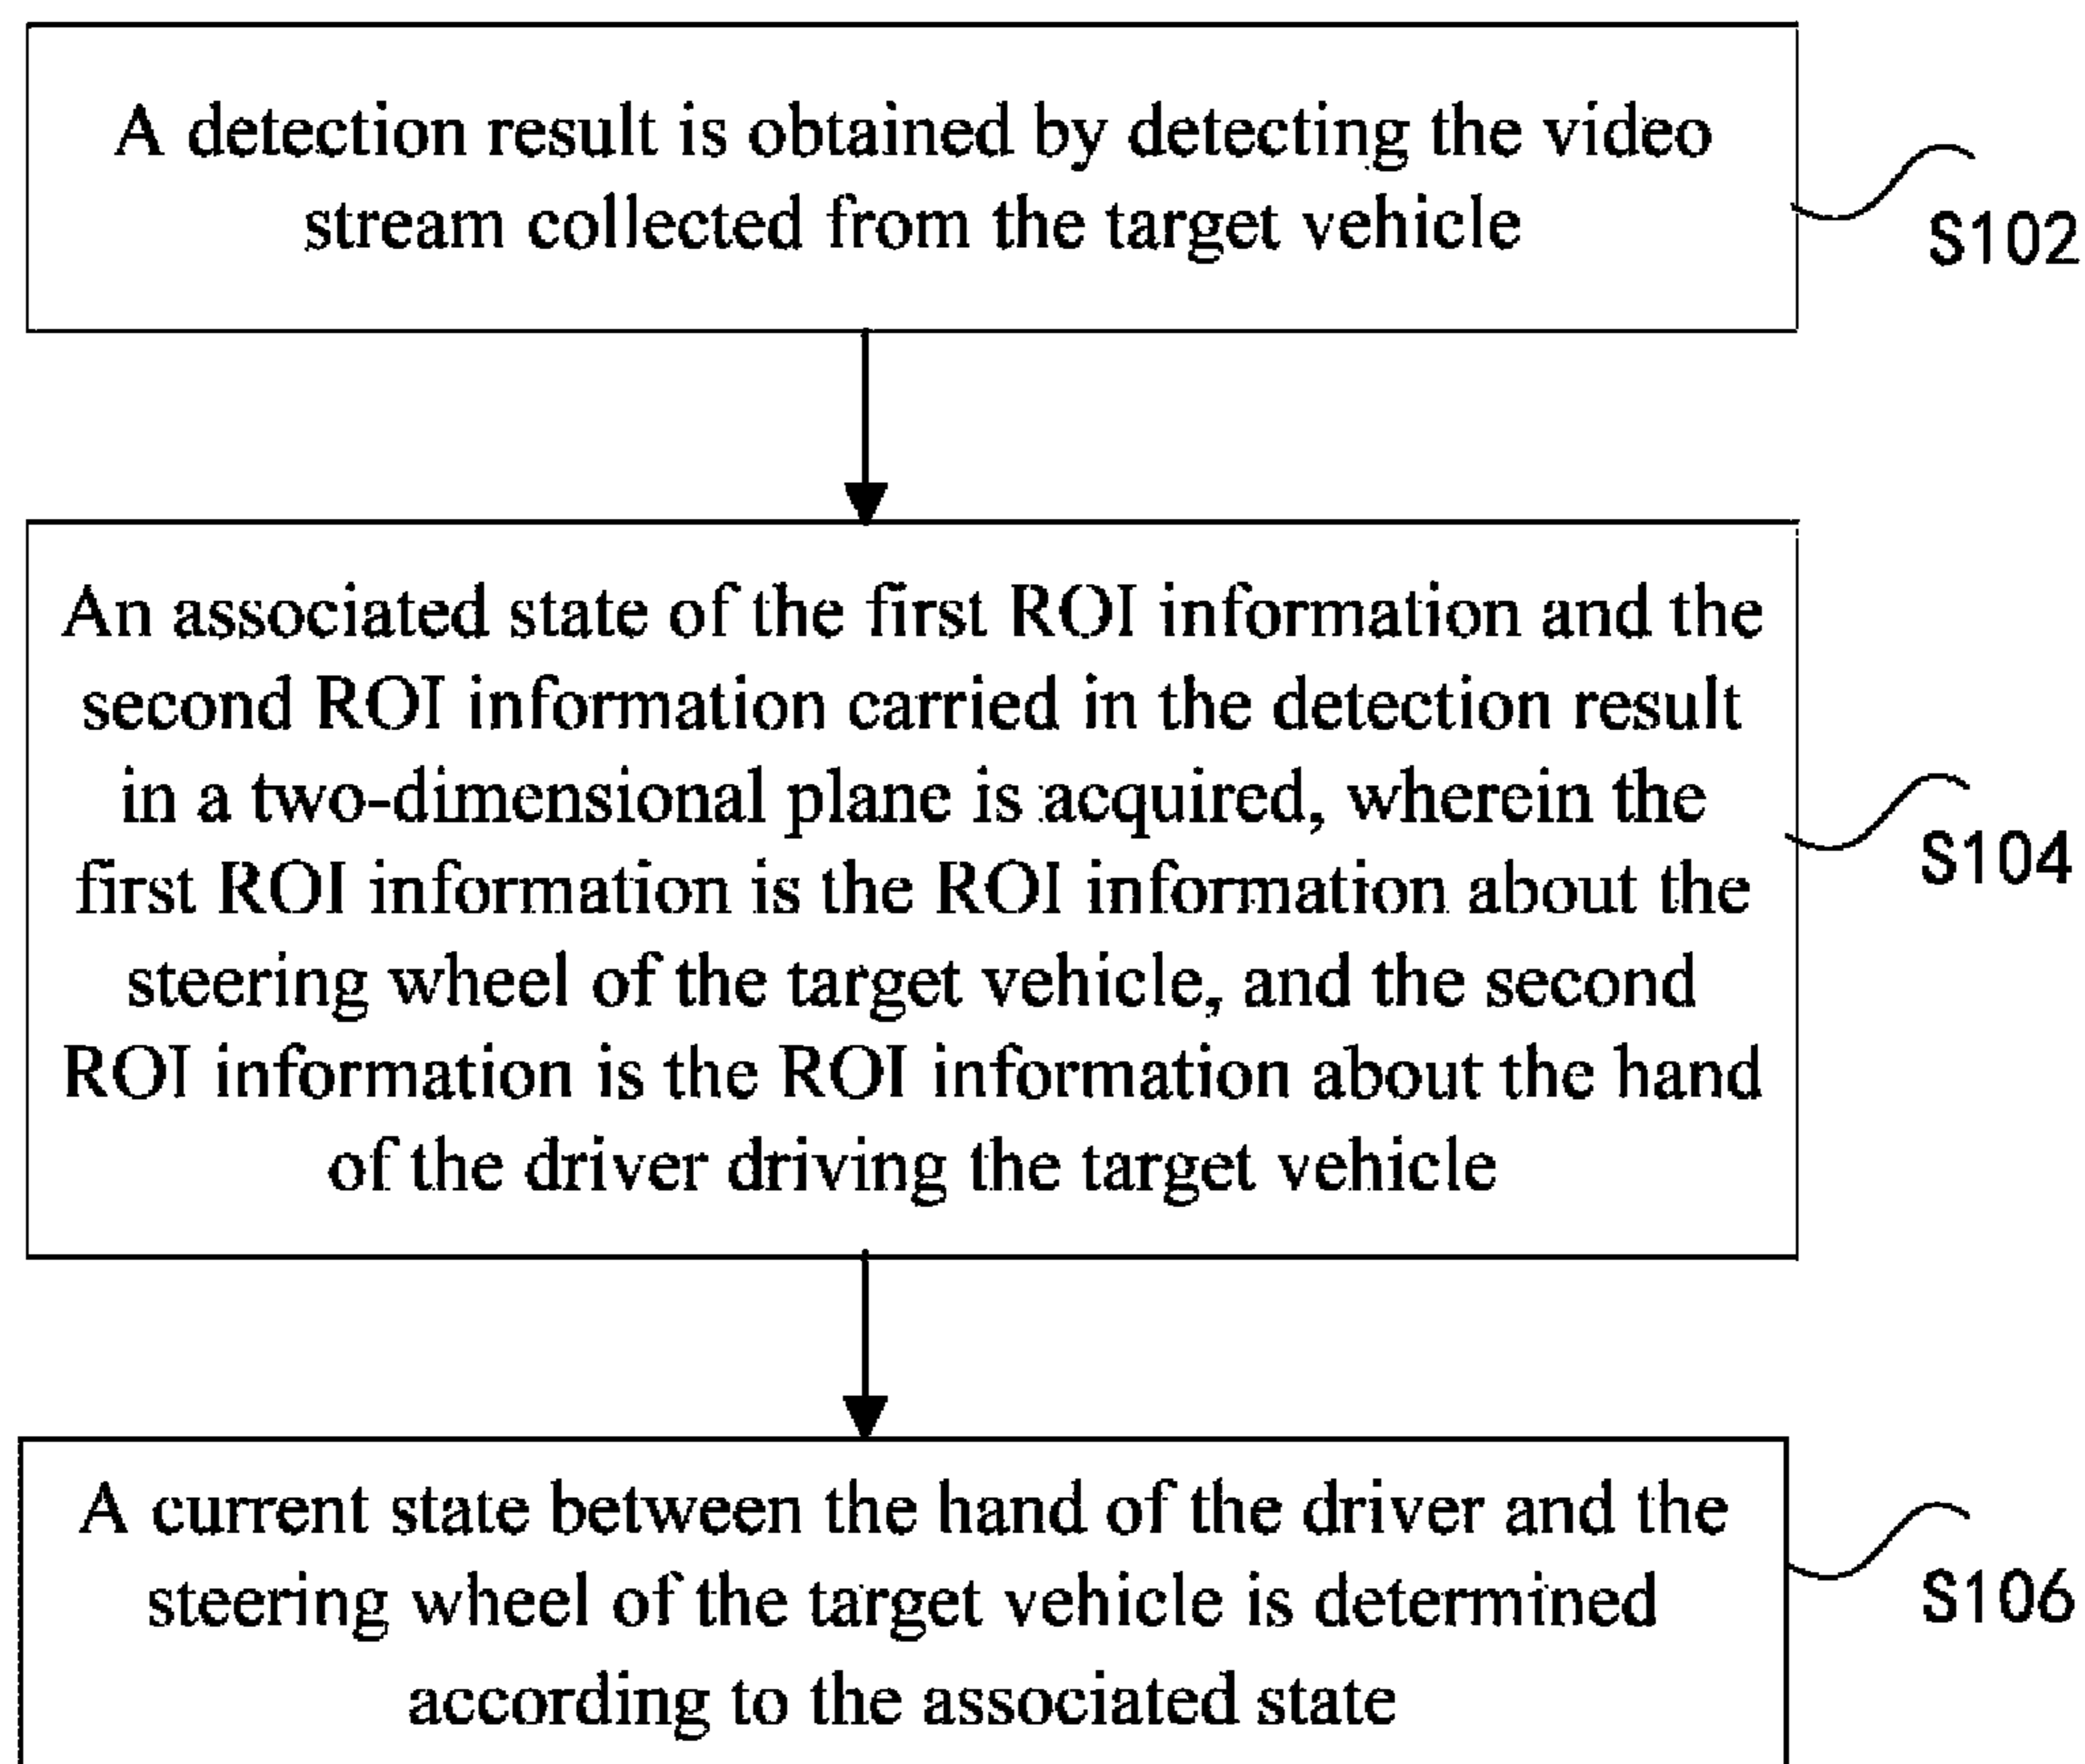 A detection result is obtained by detecting the video
stream collected from the target vehicle
S102
An associated state of the first ROI information and the
second ROI information carried in the detection result
in a two-dimensional plane is acquired, wherein the
first ROI information is the ROI information about the
steering wheel of the target vehicle, and the second
ROI information is the ROI information about the hand
of the driver driving the target vehicle
S104
A current state between the hand of the driver and the
steering wheel of the target vehicle is determined
according to the associated state
S106